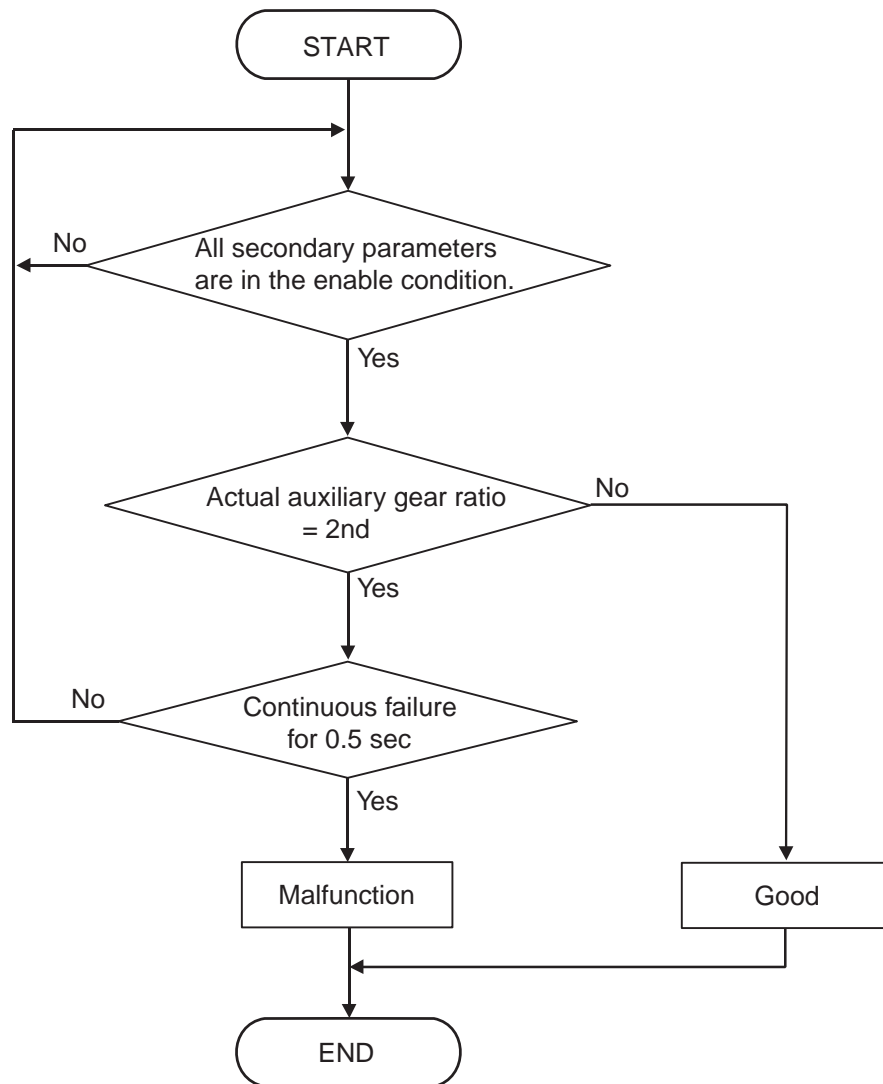 START
No
All secondary parameters
are in the enable condition.
Yes
Actual auxiliary gear ratio
= 2nd
No
Yes
No
Continuous failure
for 0.5 sec
Yes
Malfunction
Good
END